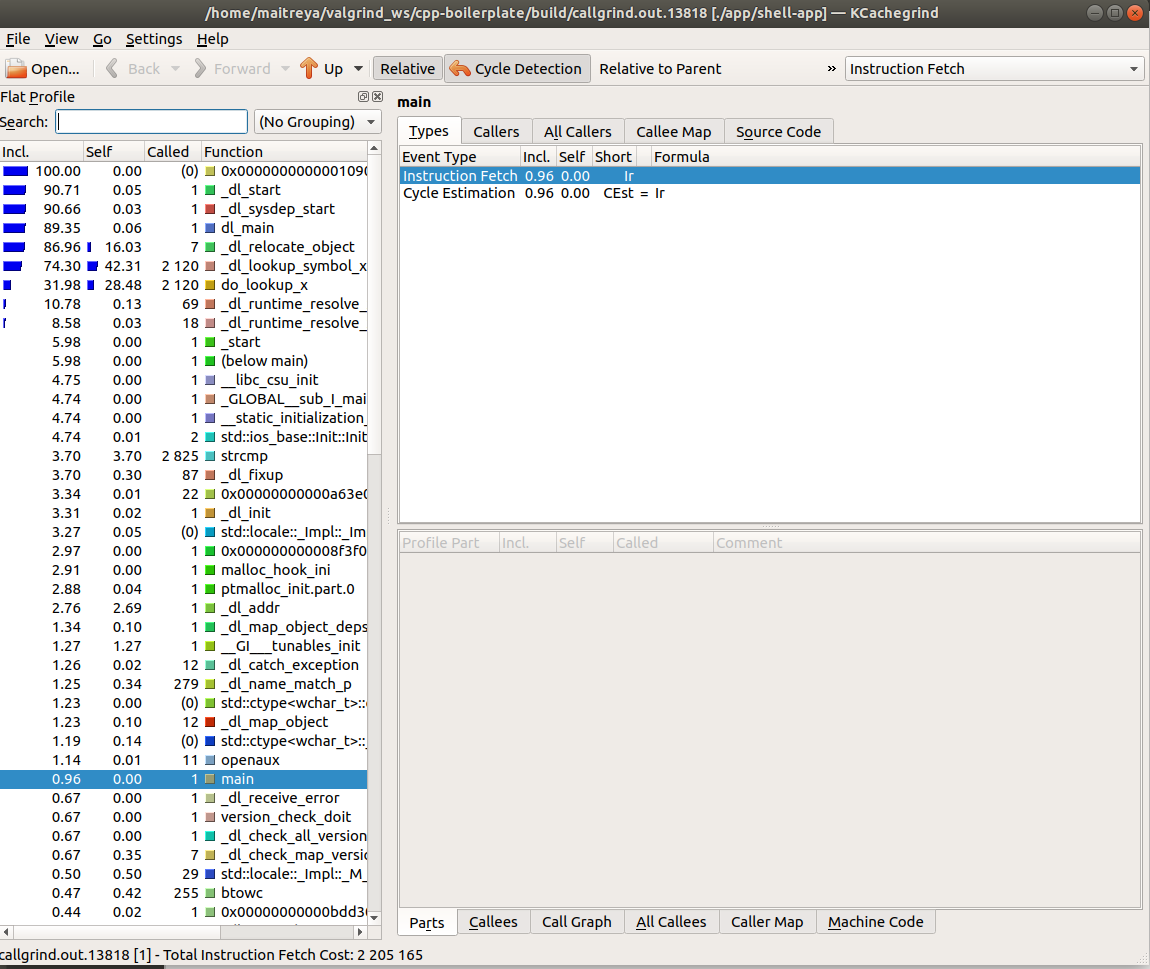 /home/maitreya/valgrind_ws/cpp-boilerplate/build/callgrind.out.13818 [./app/shell-app] — KCachegrind
File View Go Settings Help
Open... Back Forward Up Relative Cycle Detection Relative to Parent » Instruction Fetch
Flat Profile
Search: (No Grouping)
Incl. Self Called Function
100.00 0.00 (0) 0x0000000000001090
90.71 0.05 1 _dl_start
90.66 0.03 1 _dl_sysdep_start
89.35 0.06 1 dl_main
86.96 16.03 7 _dl_relocate_object
74.30 42.31 2 120 _dl_lookup_symbol_x
31.98 28.48 2 120 do_lookup_x
10.78 0.13 69 _dl_runtime_resolve_
8.58 0.03 18 _dl_runtime_resolve_
5.98 0.00 1 _start
5.98 0.00 1 (below main)
4.75 0.00 1 __libc_csu_init
4.74 0.00 1 _GLOBAL__sub_I_mai
4.74 0.00 1 __static_initialization_
4.74 0.01 2 std::ios_base::Init::Init
3.70 3.70 2 825 strcmp
3.70 0.30 87 _dl_fixup
3.34 0.01 22 0x00000000000a63e0
3.31 0.02 1 _dl_init
3.27 0.05 (0) std::locale::_Impl::_Im
2.97 0.00 1 0x000000000008f3f0
2.91 0.00 1 malloc_hook_ini
2.88 0.04 1 ptmalloc_init.part.0
2.76 2.69 1 _dl_addr
1.34 0.10 1 _dl_map_object_deps
1.27 1.27 1 __GI___tunables_init
1.26 0.02 12 _dl_catch_exception
1.25 0.34 279 _dl_name_match_p
1.23 0.00 (0) std::ctype<wchar_t>::
1.23 0.10 12 _dl_map_object
1.19 0.14 (0) std::ctype<wchar_t>::
1.14 0.01 11 openaux
0.96 0.00 1 main
0.67 0.00 1 _dl_receive_error
0.67 0.00 1 version_check_doit
0.67 0.00 1 _dl_check_all_version
0.67 0.35 7 _dl_check_map_versio
0.50 0.50 29 std::locale::_Impl::_M_
0.47 0.42 255 btowc
0.44 0.02 1 0x00000000000bdd30
main
Types Callers All Callers Callee Map Source Code
Event Type Incl. Self Short Formula
Instruction Fetch 0.96 0.00 Ir
Cycle Estimation 0.96 0.00 CEst = Ir
Profile Part Incl. Self Called Comment
Parts Callees Call Graph All Callees Caller Map Machine Code
callgrind.out.13818 [1] - Total Instruction Fetch Cost: 2 205 165